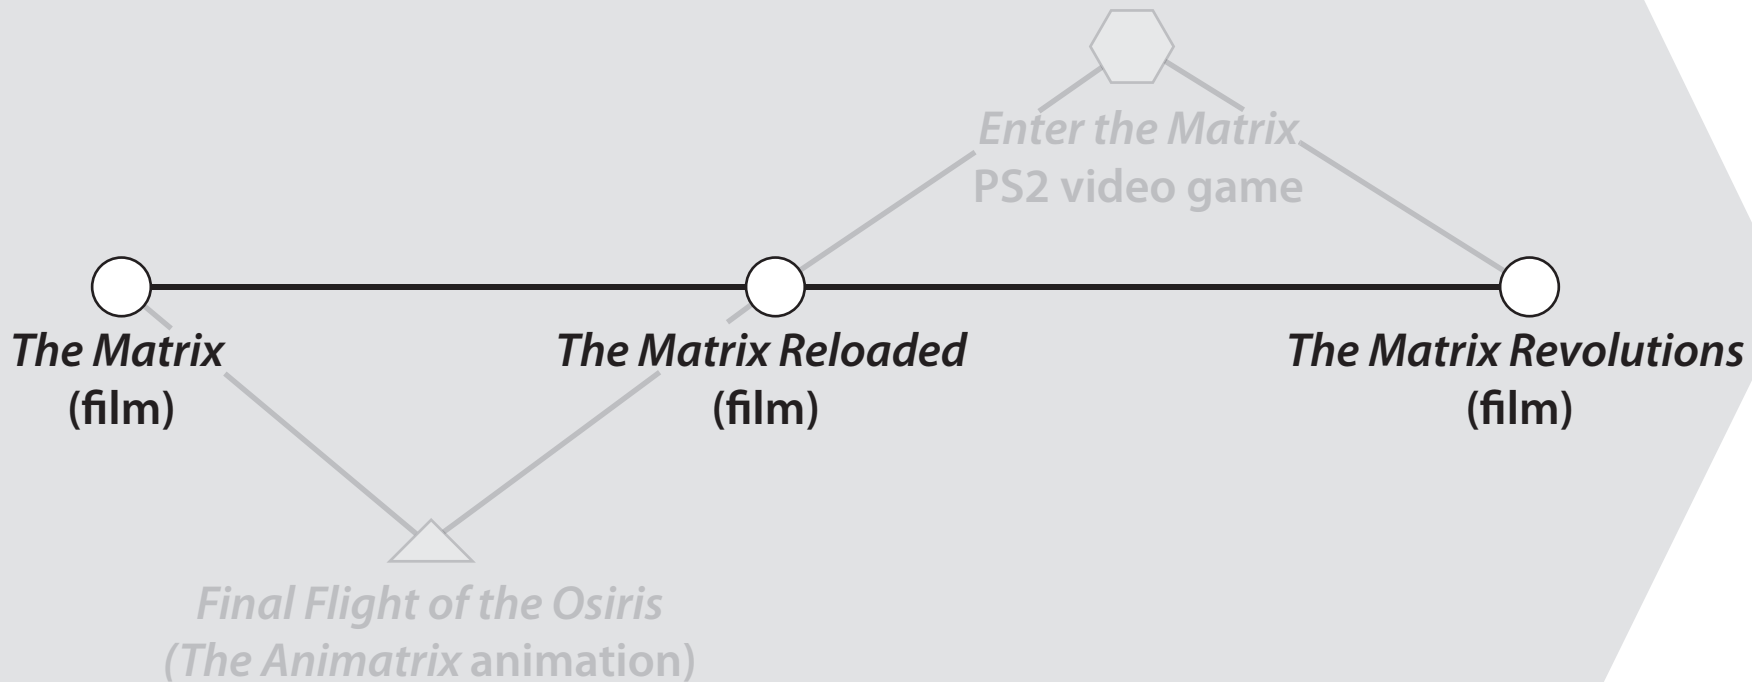 Enter the Matrix
PS2 video game
The Matrix
(film)
The Matrix Reloaded
(film)
The Matrix Revolutions
(film)
Final Flight of the Osiris
(The Animatrix animation)